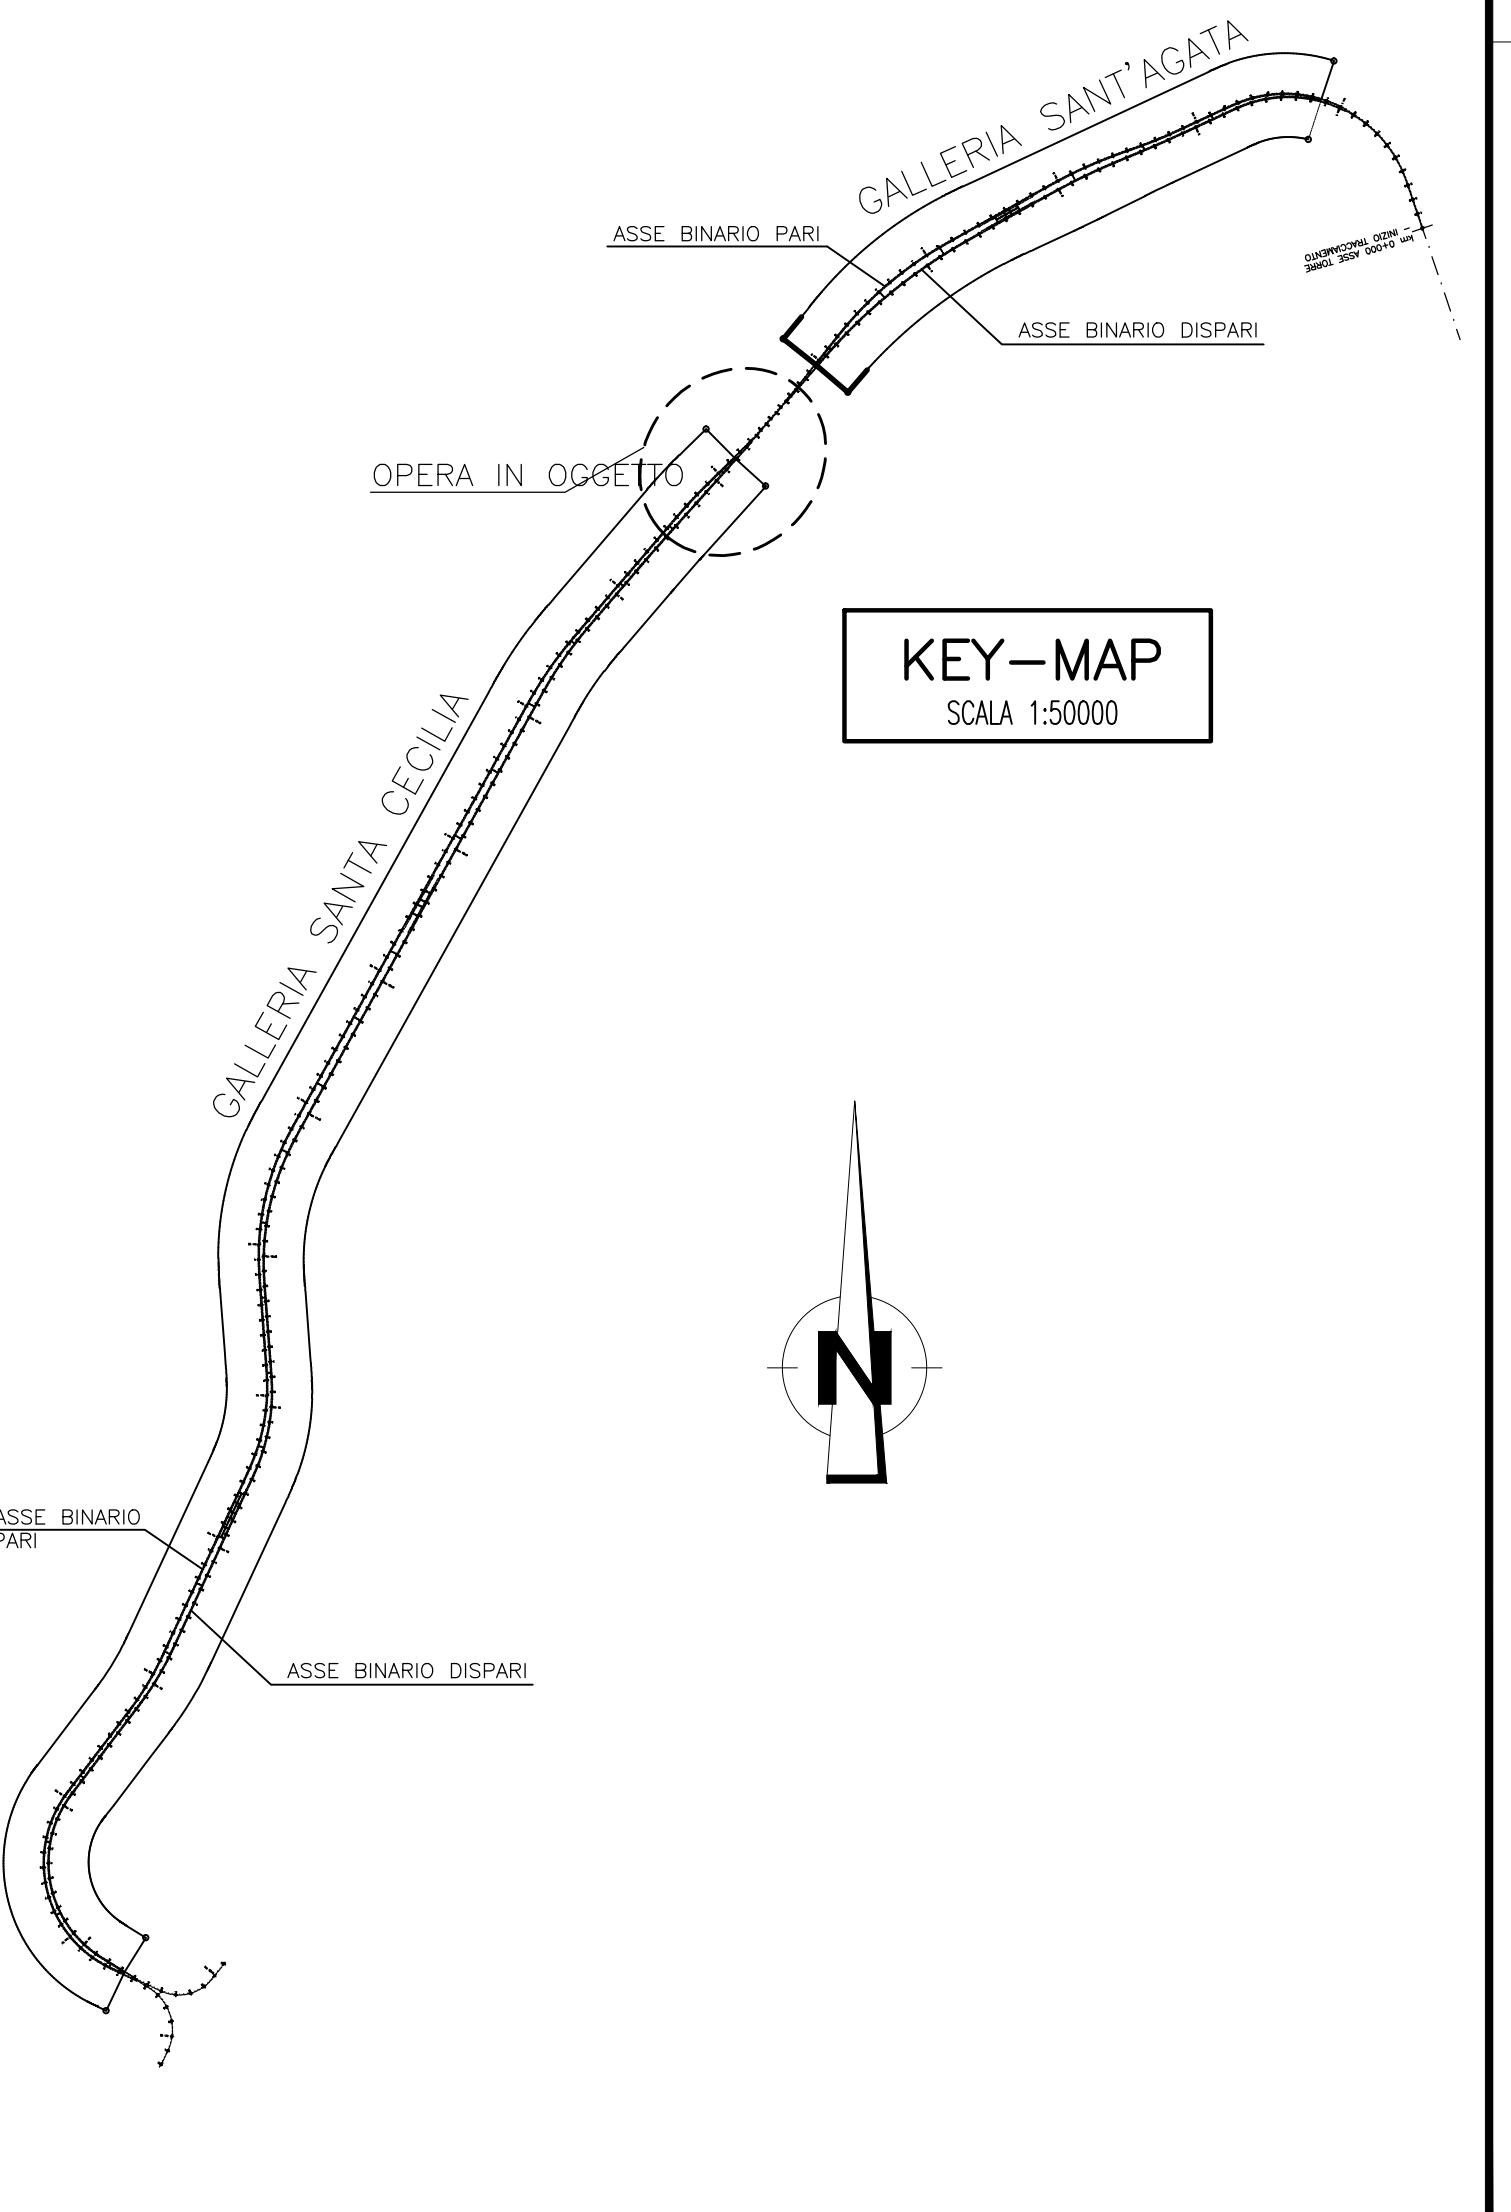 GALLERIA SANT'AGATA
ASSE BINARIO PARI
km 0+000 ASSE TORRE
- INIZIO TRACCIAMENTO
ASSE BINARIO DISPARI
OPERA IN OGGETTO
KEY-MAP
SCALA 1:50000
GALLERIA SANTA CECILIA
N
ASSE BINARIO
PARI
ASSE BINARIO DISPARI